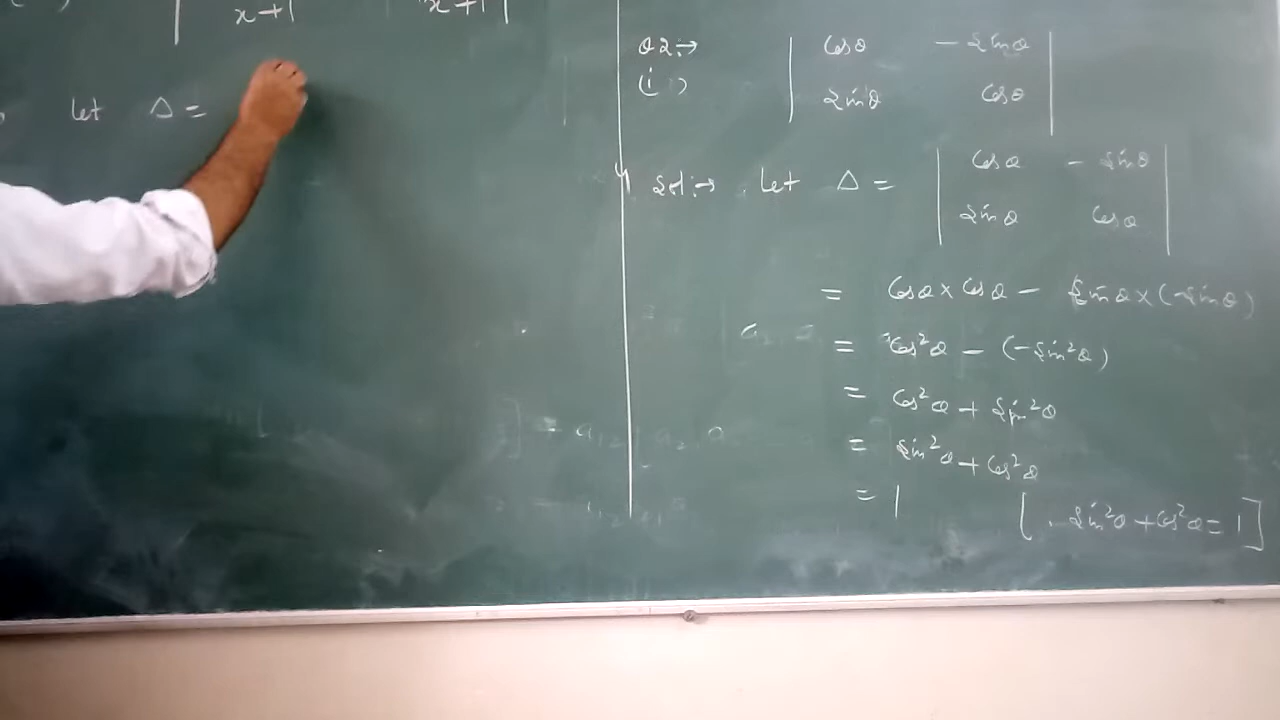 x+1 x+1
let Δ =
Q2:→ | Cosθ - Sinθ |
(i) | Sinθ Cosθ |
Sol:→ Let Δ = | Cosθ - Sinθ |
| Sinθ Cosθ |
= Cosθ × Cosθ - Sinθ × (-Sinθ)
= Cos²θ - (-Sin²θ)
= Cos²θ + Sin²θ
= Sin²θ + Cos²θ
= 1 [. Sin²θ + Cos²θ = 1]